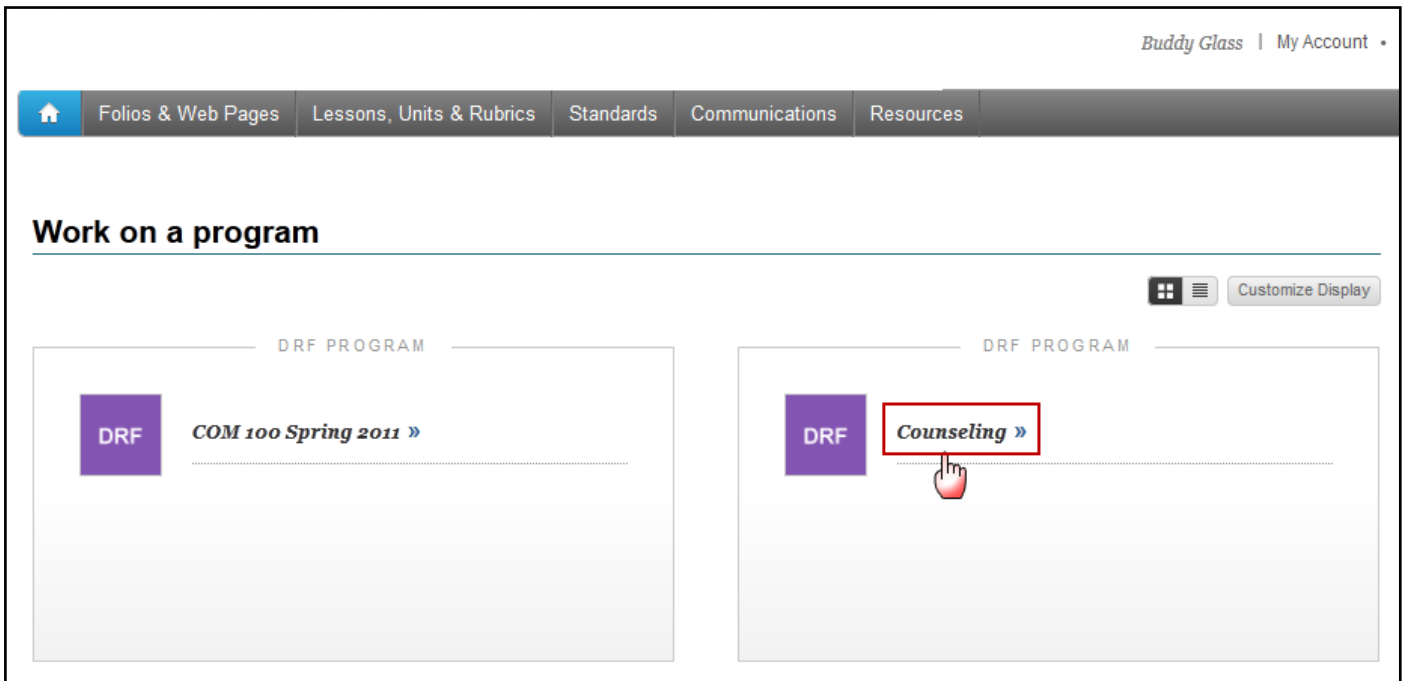 Buddy Glass | My Account
Folios & Web Pages Lessons, Units & Rubrics Standards Communications Resources
Work on a program
Customize Display
DRF PROGRAM
DRF COM 100 Spring 2011 »
DRF PROGRAM
DRF Counseling »